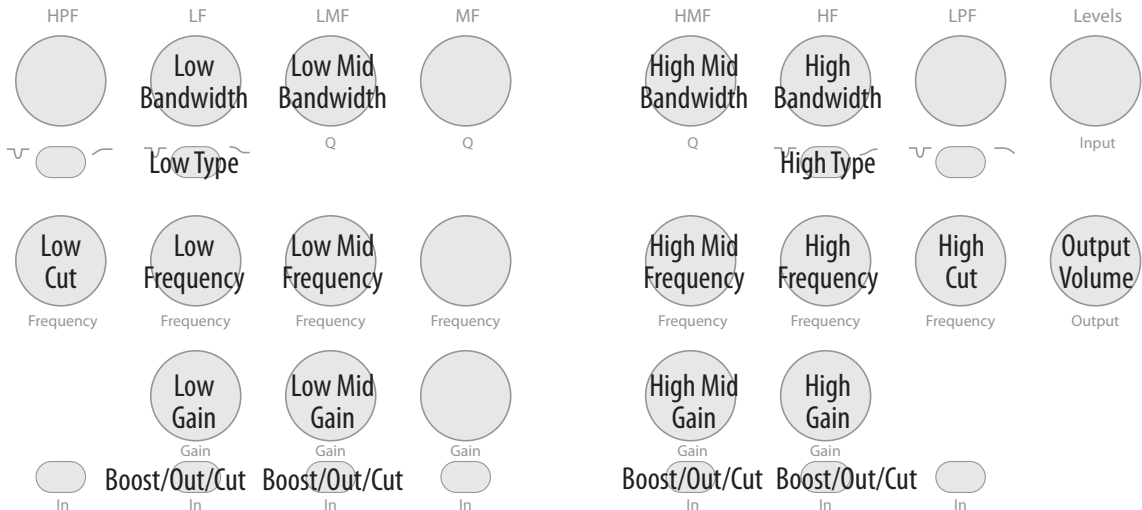 HPF LF LMF MF HMF HF LPF Levels
Low Low Mid High Mid High
Bandwidth Bandwidth Bandwidth Bandwidth
Q Q Q Input
Low Type High Type
Low Low Low Mid High Mid High High Output
Cut Frequency Frequency Frequency Frequency Cut Volume
Frequency Frequency Frequency Frequency Frequency Frequency Frequency Output
Low Low Mid High Mid High
Gain Gain Gain Gain
Gain Gain Gain Gain Gain
Boost/Out/Cut Boost/Out/Cut Boost/Out/Cut Boost/Out/Cut
In In In In In In In